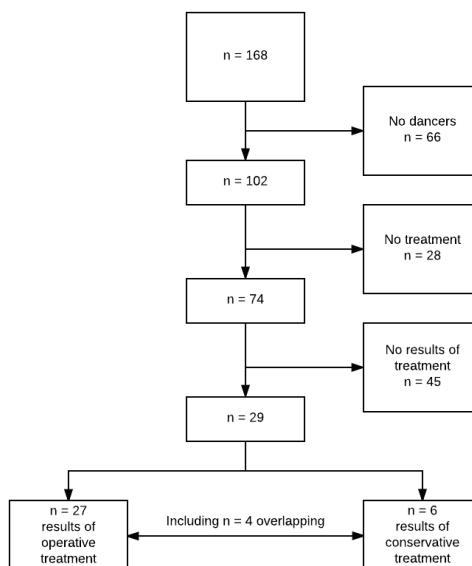 n = 168
No dancers
n = 66
n = 102
No treatment
n = 28
n = 74
No results of
treatment
n = 45
n = 29
n = 27
results of
operative
treatment
Including n = 4 overlapping
n = 6
results of
conservative
treatment